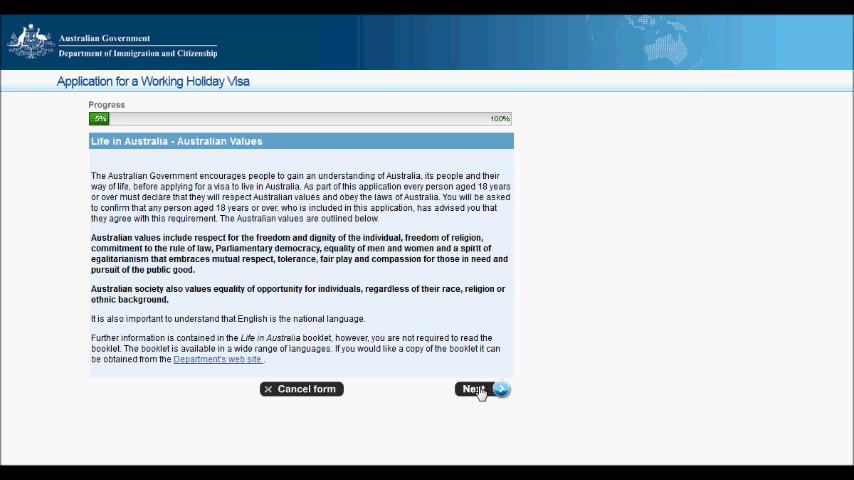 Australian Government
Department of Immigration and Citizenship
Application for a Working Holiday Visa
Progress
5%
100%
Life in Australia - Australian Values
The Australian Government encourages people to gain an understanding of Australia, its people and their
way of life, before applying for a visa to live in Australia. As part of this application every person aged 18 years
or over must declare that they will respect Australian values and obey the laws of Australia. You will be asked
to confirm that any person aged 18 years or over, who is included in this application, has advised you that
they agree with this requirement. The Australian values are outlined below.
Australian values include respect for the freedom and dignity of the individual, freedom of religion,
commitment to the rule of law, Parliamentary democracy, equality of men and women and a spirit of
egalitarianism that embraces mutual respect, tolerance, fair play and compassion for those in need and
pursuit of the public good.
Australian society also values equality of opportunity for individuals, regardless of their race, religion or
ethnic background.
It is also important to understand that English is the national language.
Further information is contained in the Life in Australia booklet, however, you are not required to read the
booklet. The booklet is available in a wide range of languages. If you would like a copy of the booklet it can
be obtained from the Department's web site .
Cancel form
Next